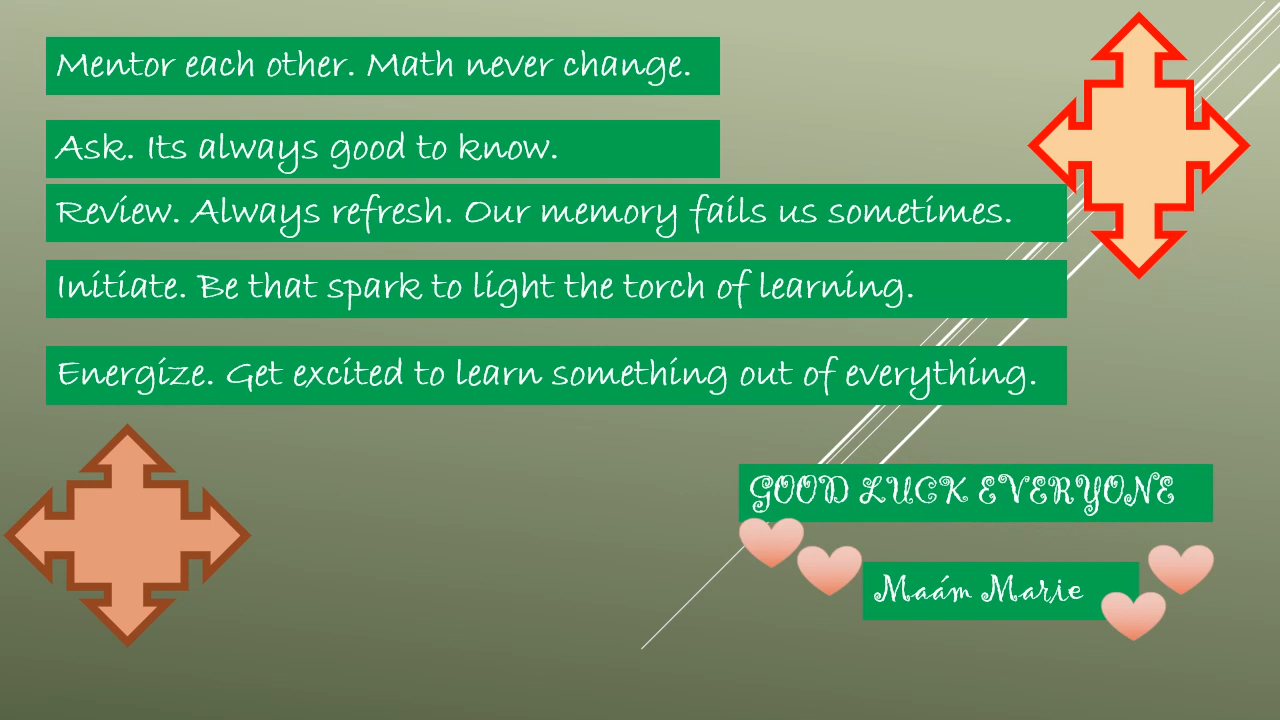 Mentor each other. Math never change.
Ask. Its always good to know.
Review. Always refresh. Our memory fails us sometimes.
Initiate. Be that spark to light the torch of learning.
Energize. Get excited to learn something out of everything.
GOOD LUCK EVERYONE
Maám Marie